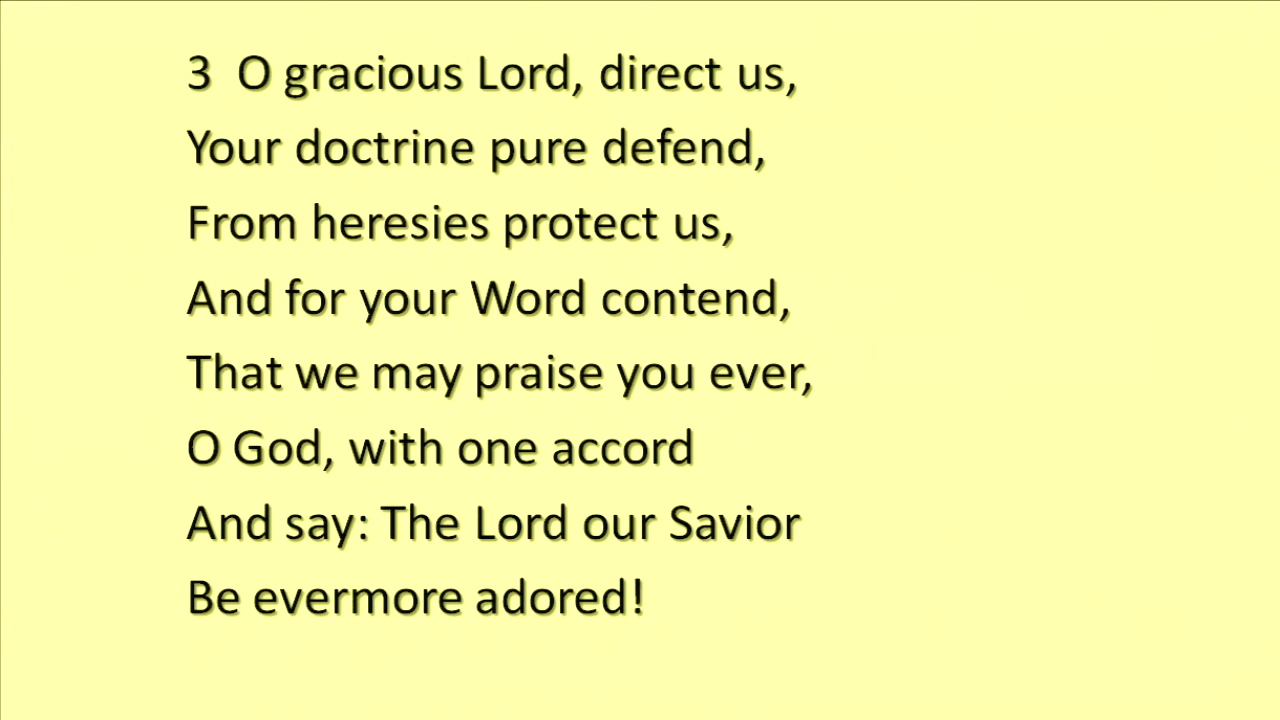 3  O gracious Lord, direct us,
Your doctrine pure defend,
From heresies protect us,
And for your Word contend,
That we may praise you ever,
O God, with one accord
And say: The Lord our Savior
Be evermore adored!